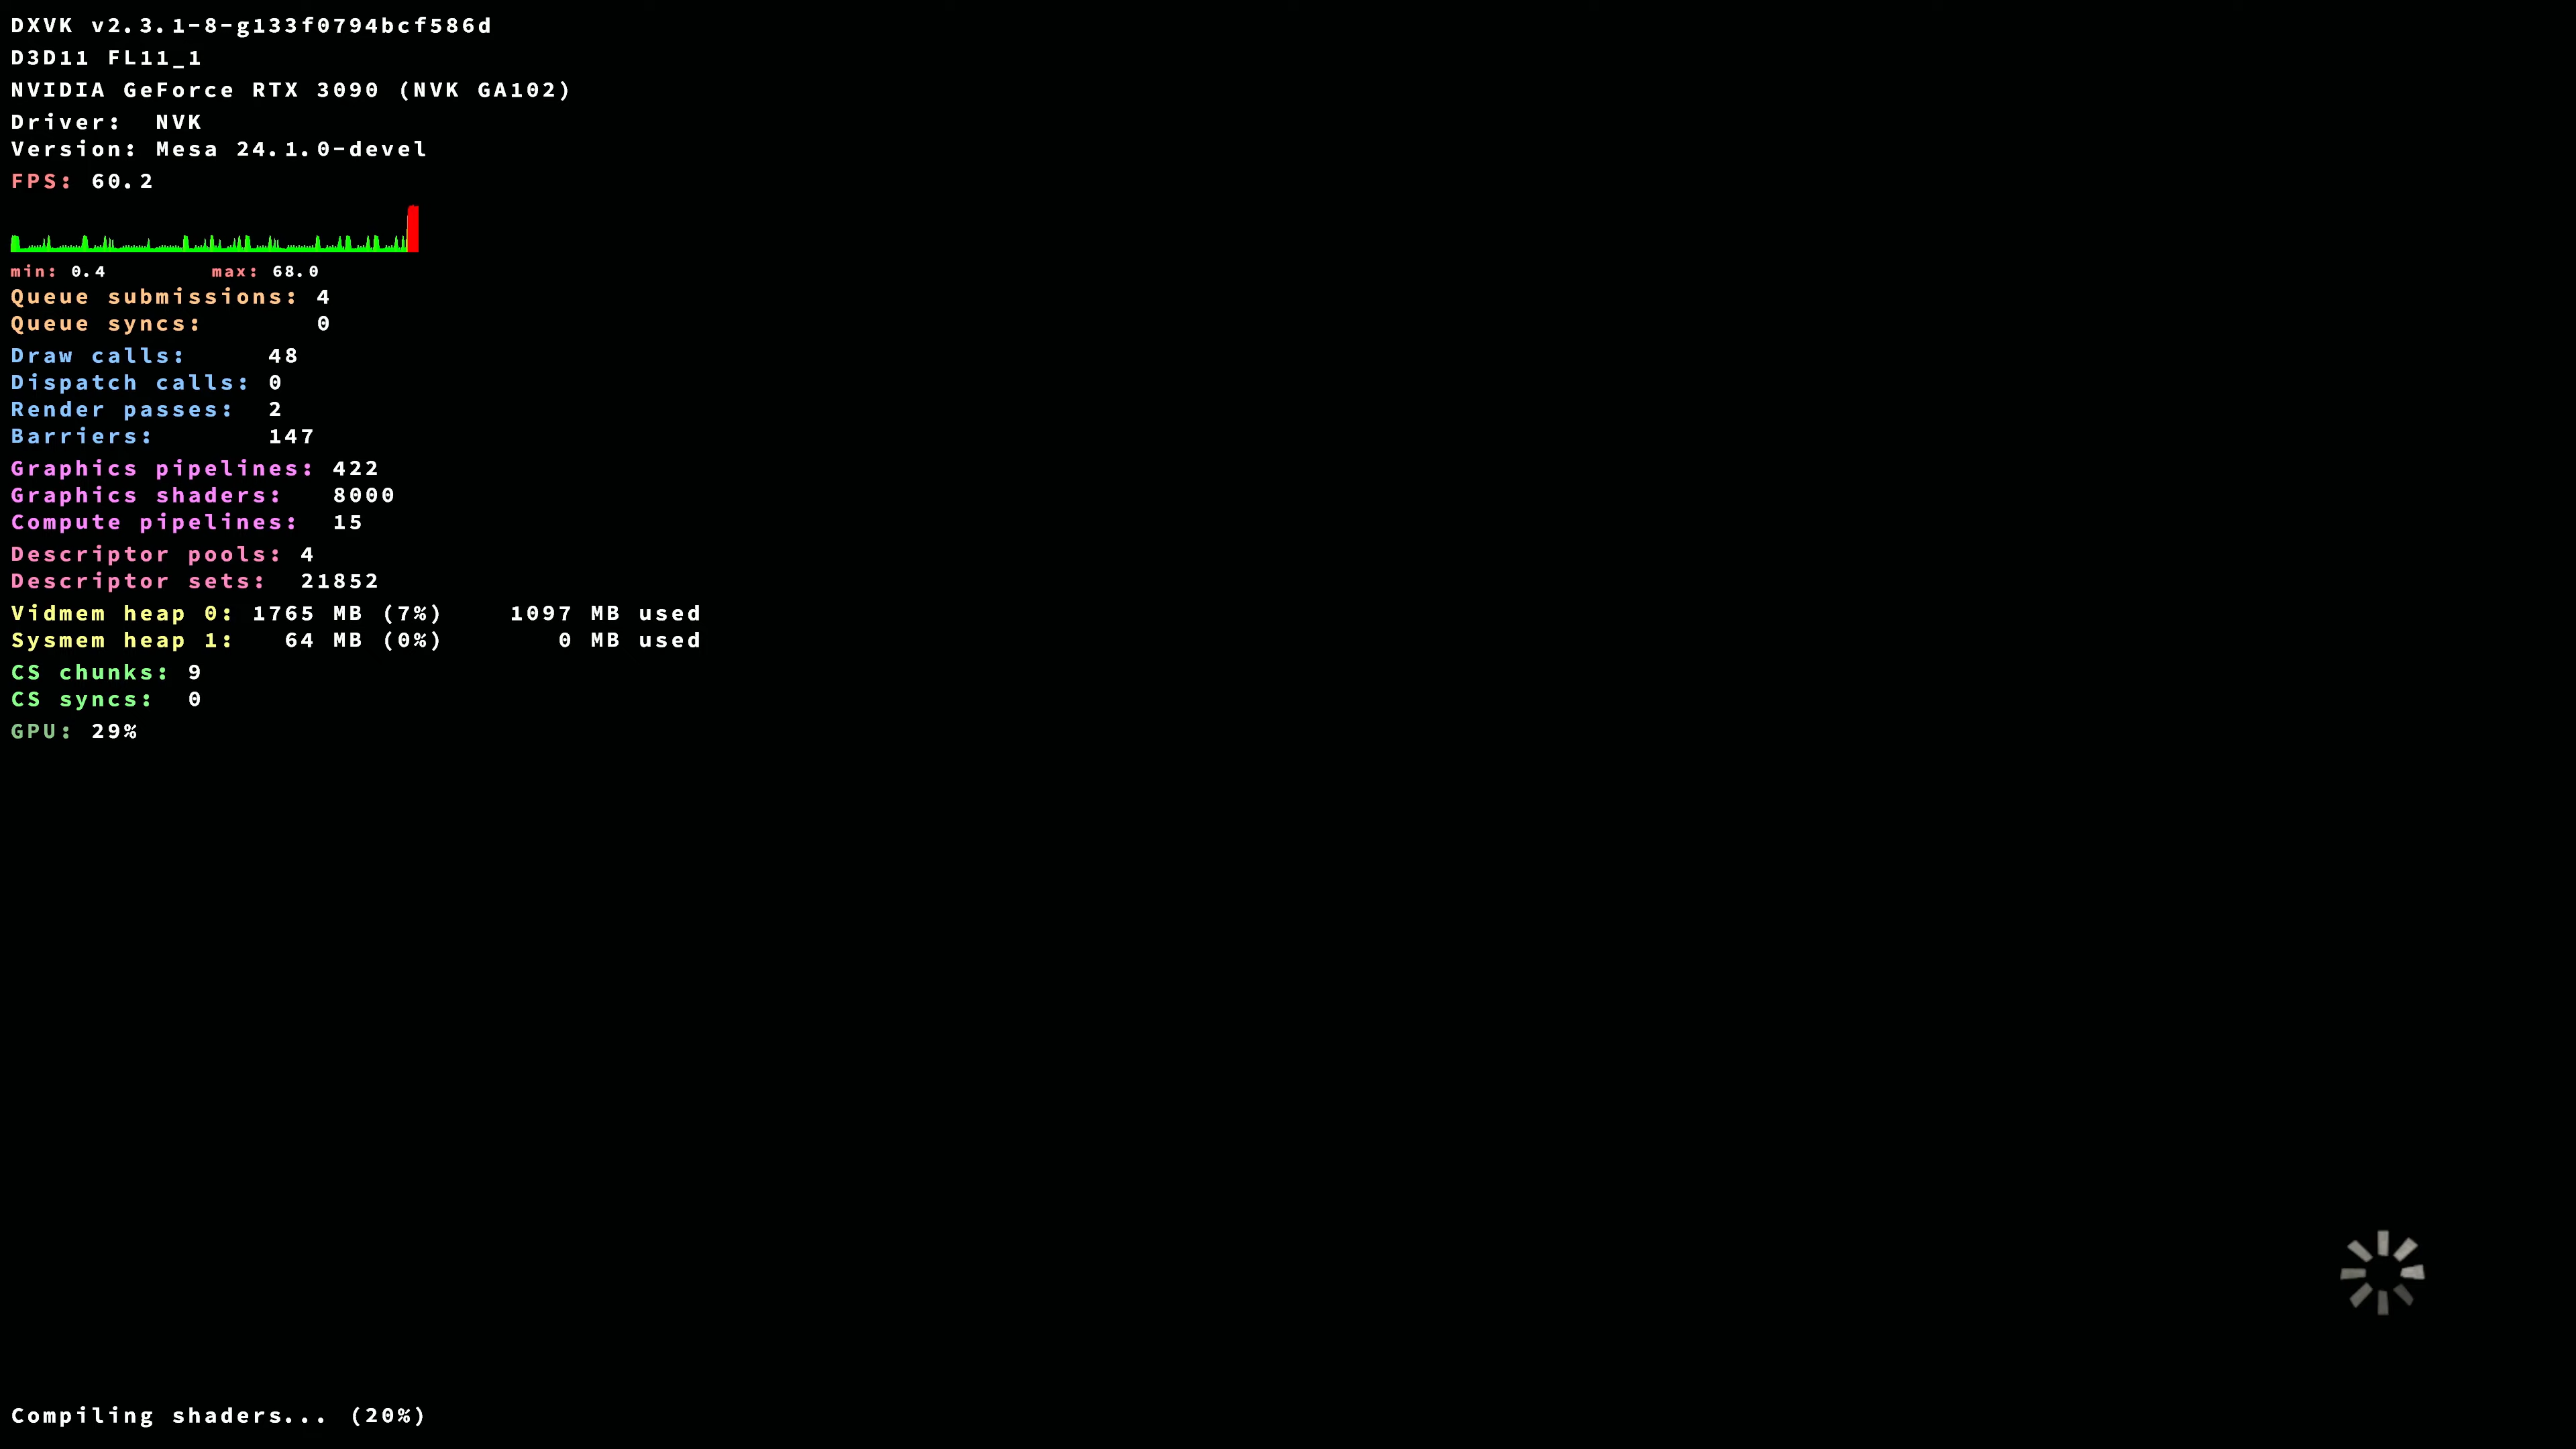 DXVK v2.3.1-8-g133f0794bcf586d
D3D11 FL11_1
NVIDIA GeForce RTX 3090 (NVK GA102)
Driver: NVK
Version: Mesa 24.1.0-devel
FPS: 60.2
min: 0.4 max: 68.0
Queue submissions: 4
Queue syncs: 0
Draw calls: 48
Dispatch calls: 0
Render passes: 2
Barriers: 147
Graphics pipelines: 422
Graphics shaders: 8000
Compute pipelines: 15
Descriptor pools: 4
Descriptor sets: 21852
Vidmem heap 0: 1765 MB (7%) 1097 MB used
Sysmem heap 1: 64 MB (0%) 0 MB used
CS chunks: 9
CS syncs: 0
GPU: 29%
Compiling shaders... (20%)